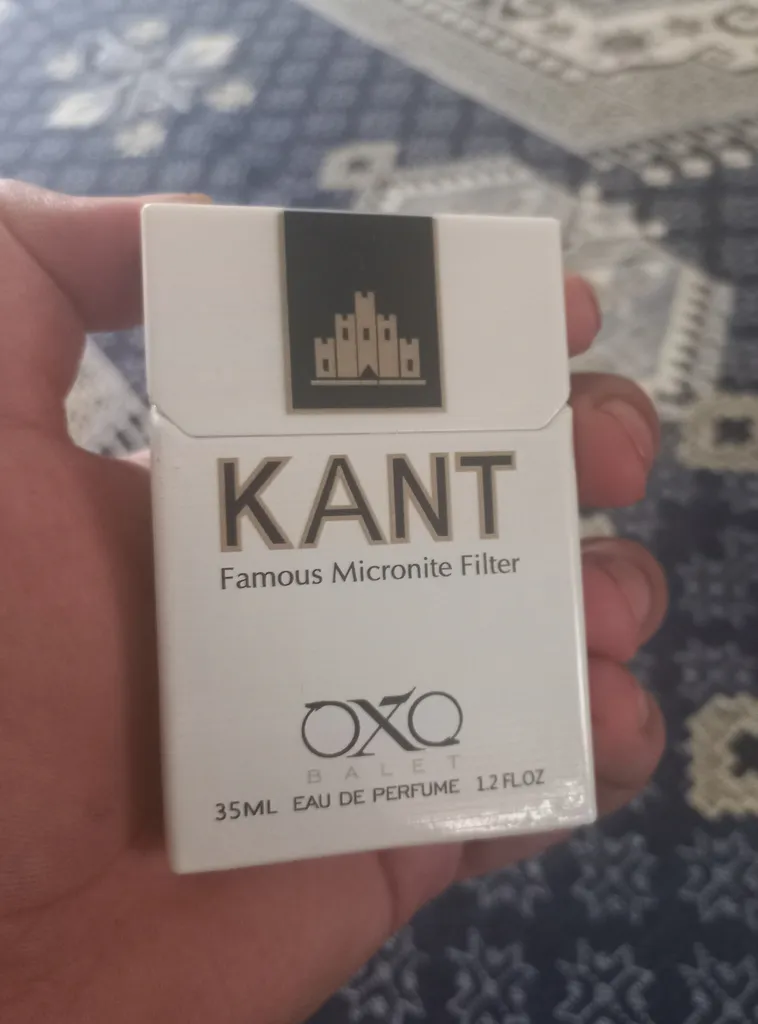 KANT
Famous Micronite Filter
OXO
BALET
35ML EAU DE PERFUME 1.2 FL.OZ